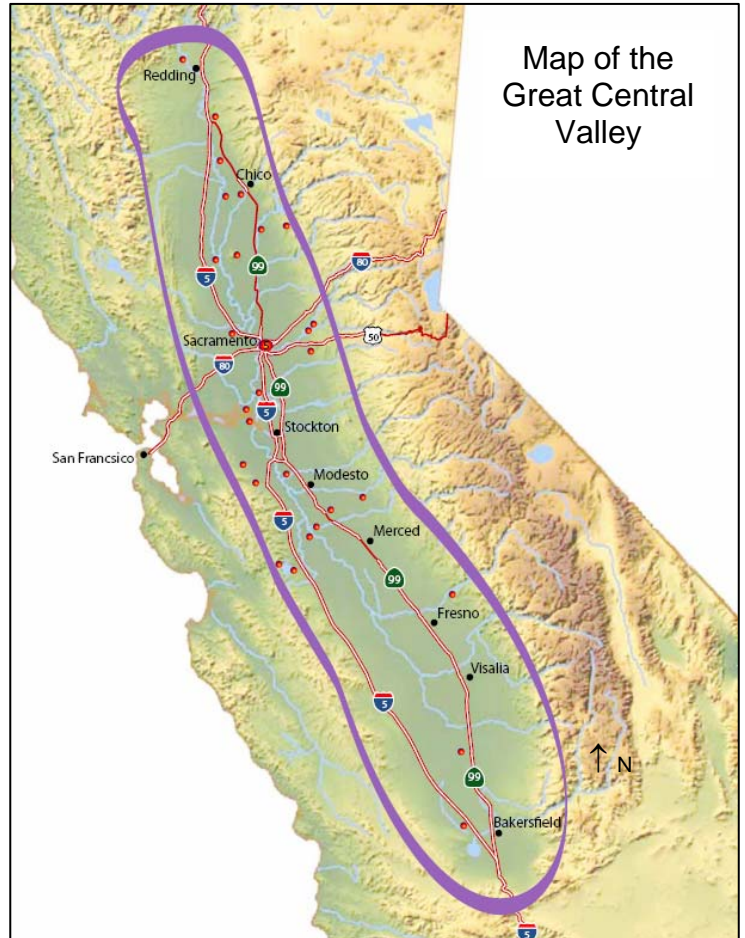 Map of the
Great Central
Valley
Redding
Chico
99
5
80
Sacramento
50
80
99
5
Stockton
San Francsico
Modesto
5
Merced
99
Fresno
Visalia
5
↑ N
99
Bakersfield
5